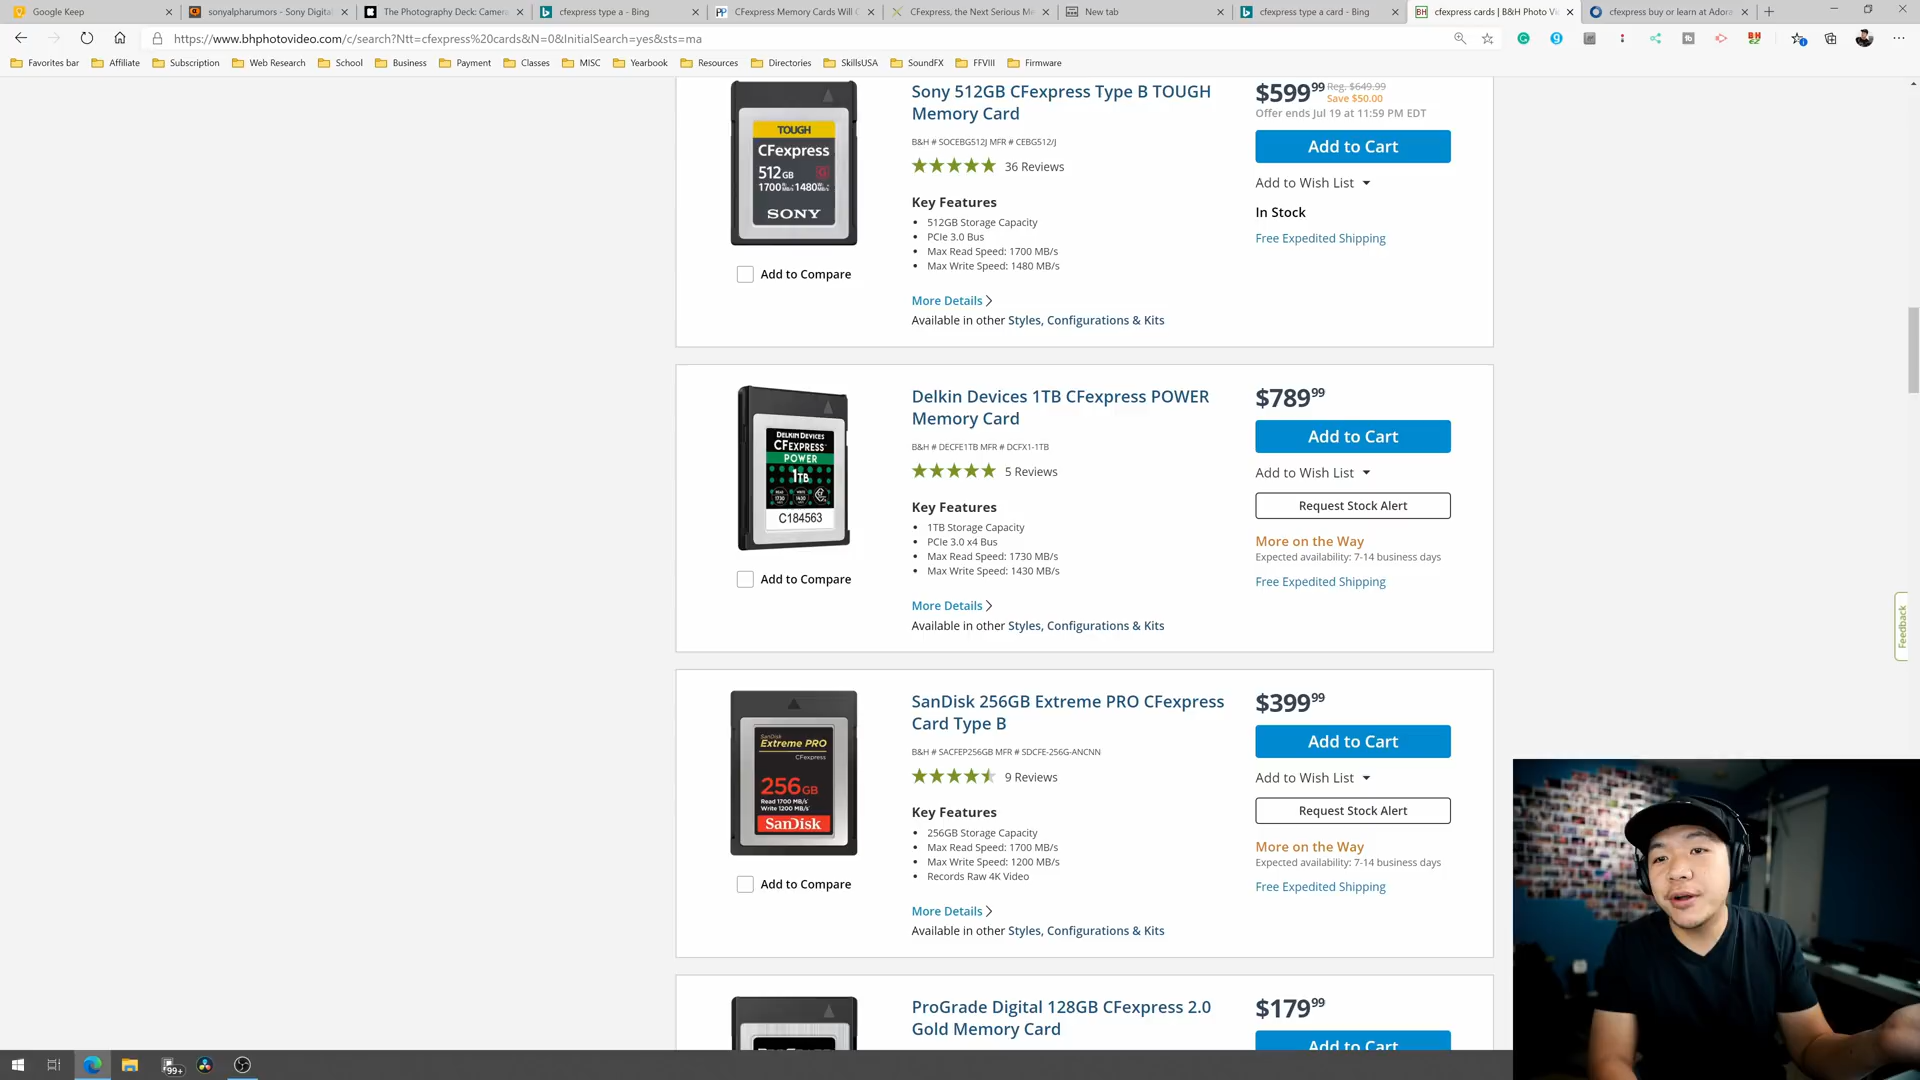 Google Keep
sonyalpharumors - Sony Digital
The Photography Deck: Camera
cfexpress type a - Bing
CFexpress Memory Cards Will
CFexpress, the Next Serious Me
New tab
cfexpress type a card - Bing
cfexpress cards | B&H Photo Vi
cfexpress buy or learn at Adora
https://www.bhphotovideo.com/c/search?Ntt=cfexpress%20cards&N=0&InitialSearch=yes&sts=ma
Favorites bar
Affiliate
Subscription
Web Research
School
Business
Payment
Classes
MISC
Yearbook
Resources
Directories
SkillsUSA
SoundFX
FFVIII
Firmware
TOUGH
CFexpress
512GB
1700 1480
SONY
Add to Compare
Sony 512GB CFexpress Type B TOUGH
Memory Card
B&H # SOCEBG512J MFR # CEBG512/J
36 Reviews
Key Features
512GB Storage Capacity
PCIe 3.0 Bus
Max Read Speed: 1700 MB/s
Max Write Speed: 1480 MB/s
More Details
Available in other Styles, Configurations & Kits
$599.99 Reg. $649.99
Save $50.00
Offer ends Jul 19 at 11:59 PM EDT
Add to Cart
Add to Wish List
In Stock
Free Expedited Shipping
DELKIN DEVICES
CFEXPRESS
POWER
1TB
C184563
Add to Compare
Delkin Devices 1TB CFexpress POWER
Memory Card
B&H # DECFE1TB MFR # DCFX1-1TB
5 Reviews
Key Features
1TB Storage Capacity
PCIe 3.0 x4 Bus
Max Read Speed: 1730 MB/s
Max Write Speed: 1430 MB/s
More Details
Available in other Styles, Configurations & Kits
$789.99
Add to Cart
Add to Wish List
Request Stock Alert
More on the Way
Expected availability: 7-14 business days
Free Expedited Shipping
SanDisk
Extreme PRO
CFexpress
256GB
Read 1700 MB/s
Write 1200 MB/s
SanDisk
Add to Compare
SanDisk 256GB Extreme PRO CFexpress
Card Type B
B&H # SACFEP256GB MFR # SDCFE-256G-ANCNN
9 Reviews
Key Features
256GB Storage Capacity
Max Read Speed: 1700 MB/s
Max Write Speed: 1200 MB/s
Records Raw 4K Video
More Details
Available in other Styles, Configurations & Kits
$399.99
Add to Cart
Add to Wish List
Request Stock Alert
More on the Way
Expected availability: 7-14 business days
Free Expedited Shipping
ProGrade Digital 128GB CFexpress 2.0
Gold Memory Card
$179.99
Add to Cart
Feedback
99+